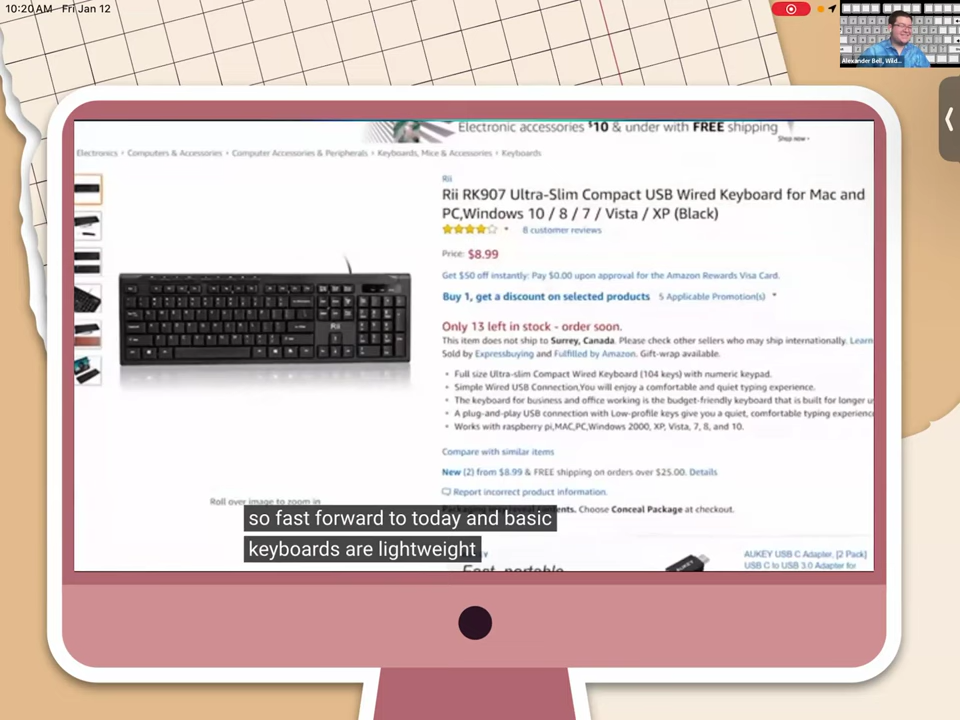 10:20 AM Fri Jan 12
Alexander Bell, Wild...
Electronic accessories $10 & under with FREE shipping
Shop now ›
Electronics › Computers & Accessories › Computer Accessories & Peripherals › Keyboards, Mice & Accessories › Keyboards
Rii
Rii RK907 Ultra-Slim Compact USB Wired Keyboard for Mac and
PC,Windows 10 / 8 / 7 / Vista / XP (Black)
8 customer reviews
Price: $8.99
Get $50 off instantly: Pay $0.00 upon approval for the Amazon Rewards Visa Card.
Buy 1, get a discount on selected products 5 Applicable Promotion(s)
Only 13 left in stock - order soon.
This item does not ship to Surrey, Canada. Please check other sellers who may ship internationally. Learn
Sold by Expressbuying and Fulfilled by Amazon. Gift-wrap available.
• Full size Ultra-slim Compact Wired Keyboard (104 keys) with numeric keypad.
• Simple Wired USB Connection,You will enjoy a comfortable and quiet typing experience.
• The keyboard for business and office working is the budget-friendly keyboard that is built for longer u
• A plug-and-play USB connection with Low-profile keys give you a quiet, comfortable typing experience
• Works with raspberry pi,MAC,PC,Windows 2000, XP, Vista, 7, 8, and 10.
Rii
Compare with similar items
New (2) from $8.99 & FREE shipping on orders over $25.00. Details
Report incorrect product information.
Roll over image to zoom in
Choose Conceal Package at checkout.
so fast forward to today and basic
keyboards are lightweight
AUKEY
AUKEY USB C Adapter, [2 Pack]
USB C to USB 3.0 Adapter for